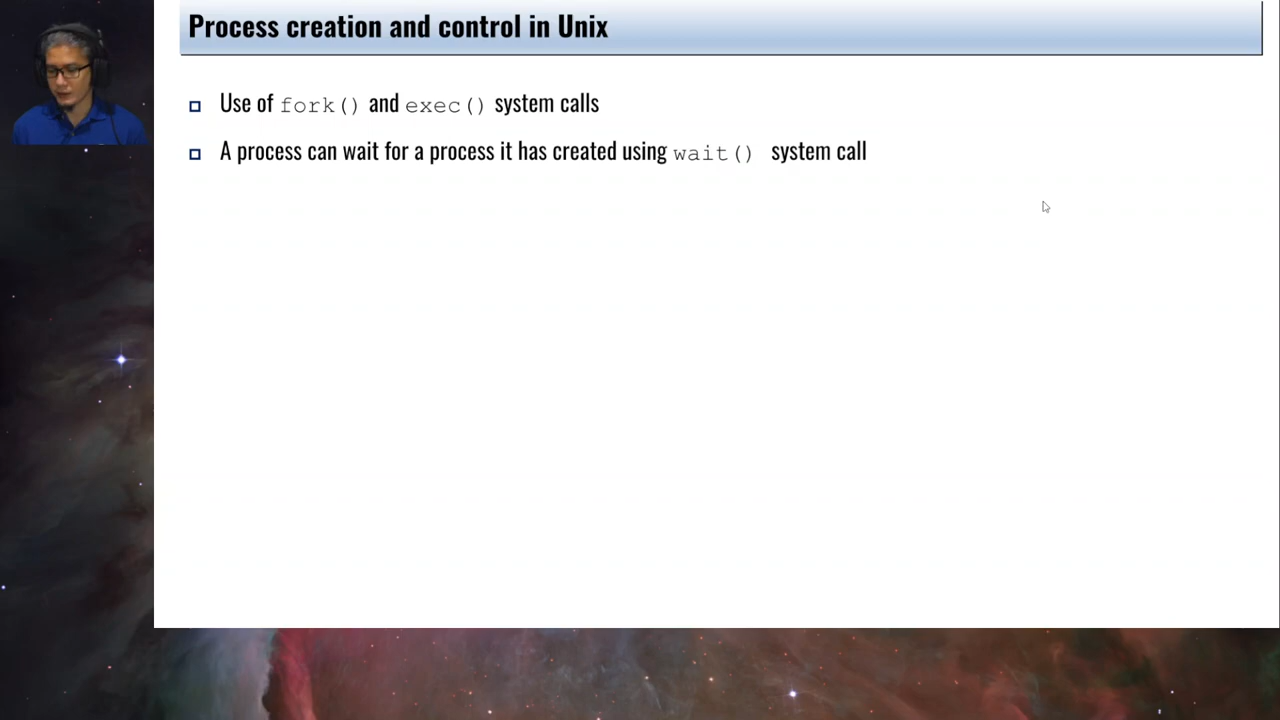 Process creation and control in Unix
Use of fork() and exec() system calls
A process can wait for a process it has created using wait() system call